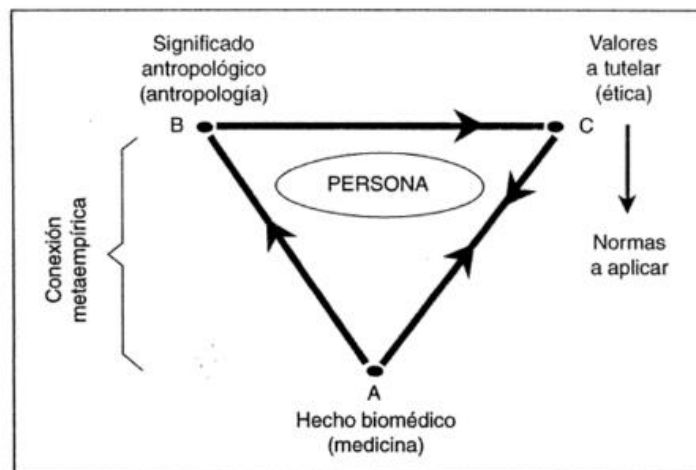 Significado
antropológico
(antropología)
Valores
a tutelar
(ética)
B
C
PERSONA
Conexión
metaempírica
Normas
a aplicar
A
Hecho biomédico
(medicina)